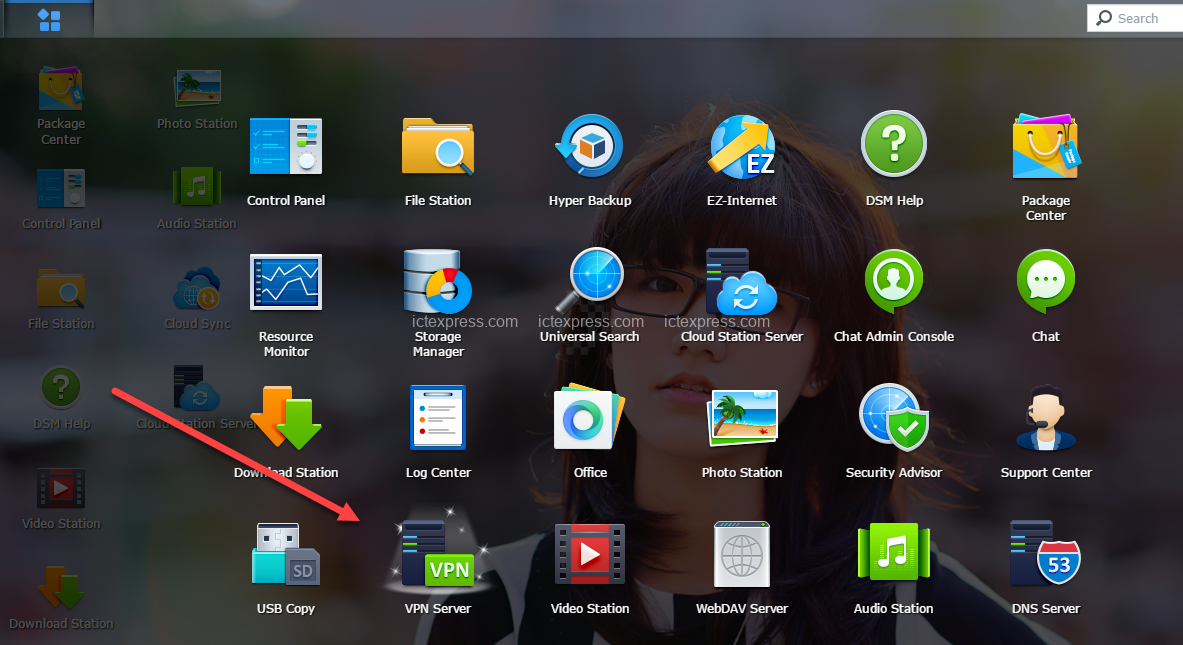 Search
Package
Center
Photo Station
Control Panel
Audio Station
File Station
Cloud Sync
DSM Help
Cloud Station Server
Video Station
Download Station
Control Panel
File Station
EZ
Hyper Backup
EZ-Internet
?
DSM Help
Package
Center
Resource
Monitor
Storage
Manager
Universal Search
Cloud Station Server
Chat Admin Console
Chat
ictexpress.com ictexpress.com ictexpress.com
Download Station
Log Center
Office
Photo Station
Security Advisor
Support Center
SD
USB Copy
VPN
VPN Server
Video Station
WebDAV Server
Audio Station
53
DNS Server